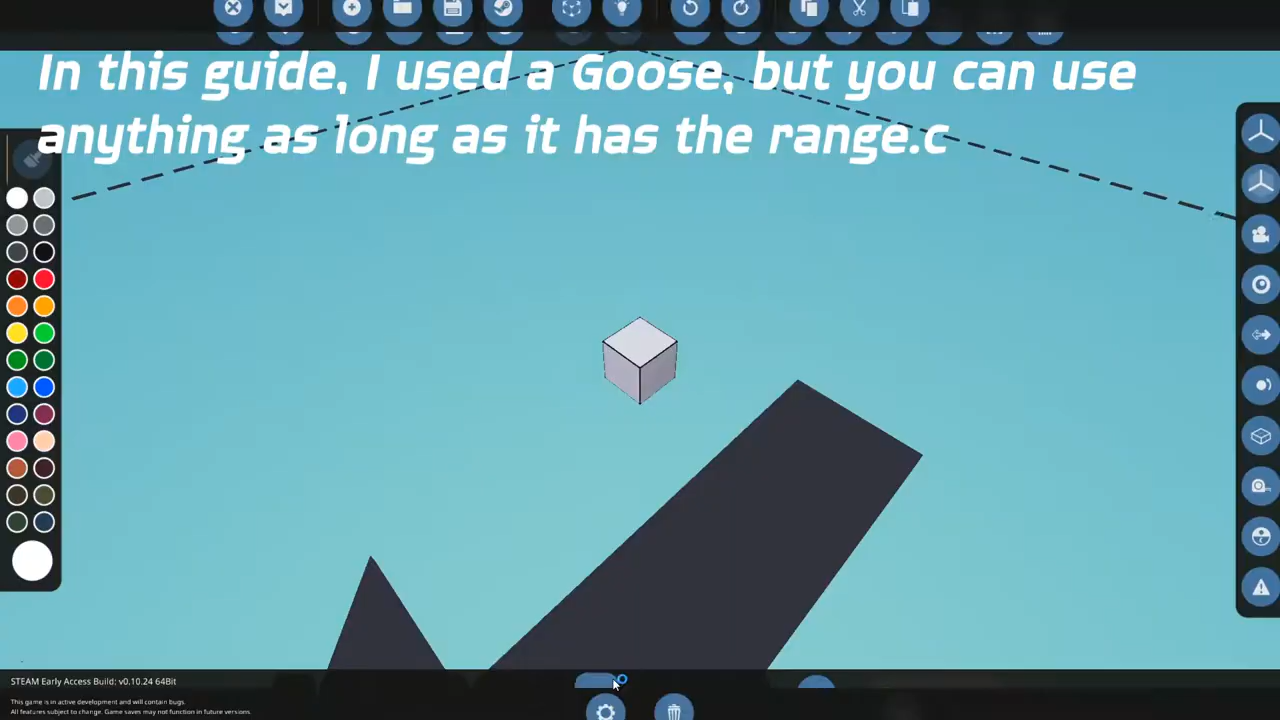 In this guide, I used a Goose, but you can use
anything as long as it has the range.c
STEAM Early Access Build: v0.10.24 64Bit
This game is in active development and will contain bugs.
All features subject to change. Game saves may not function in future versions.